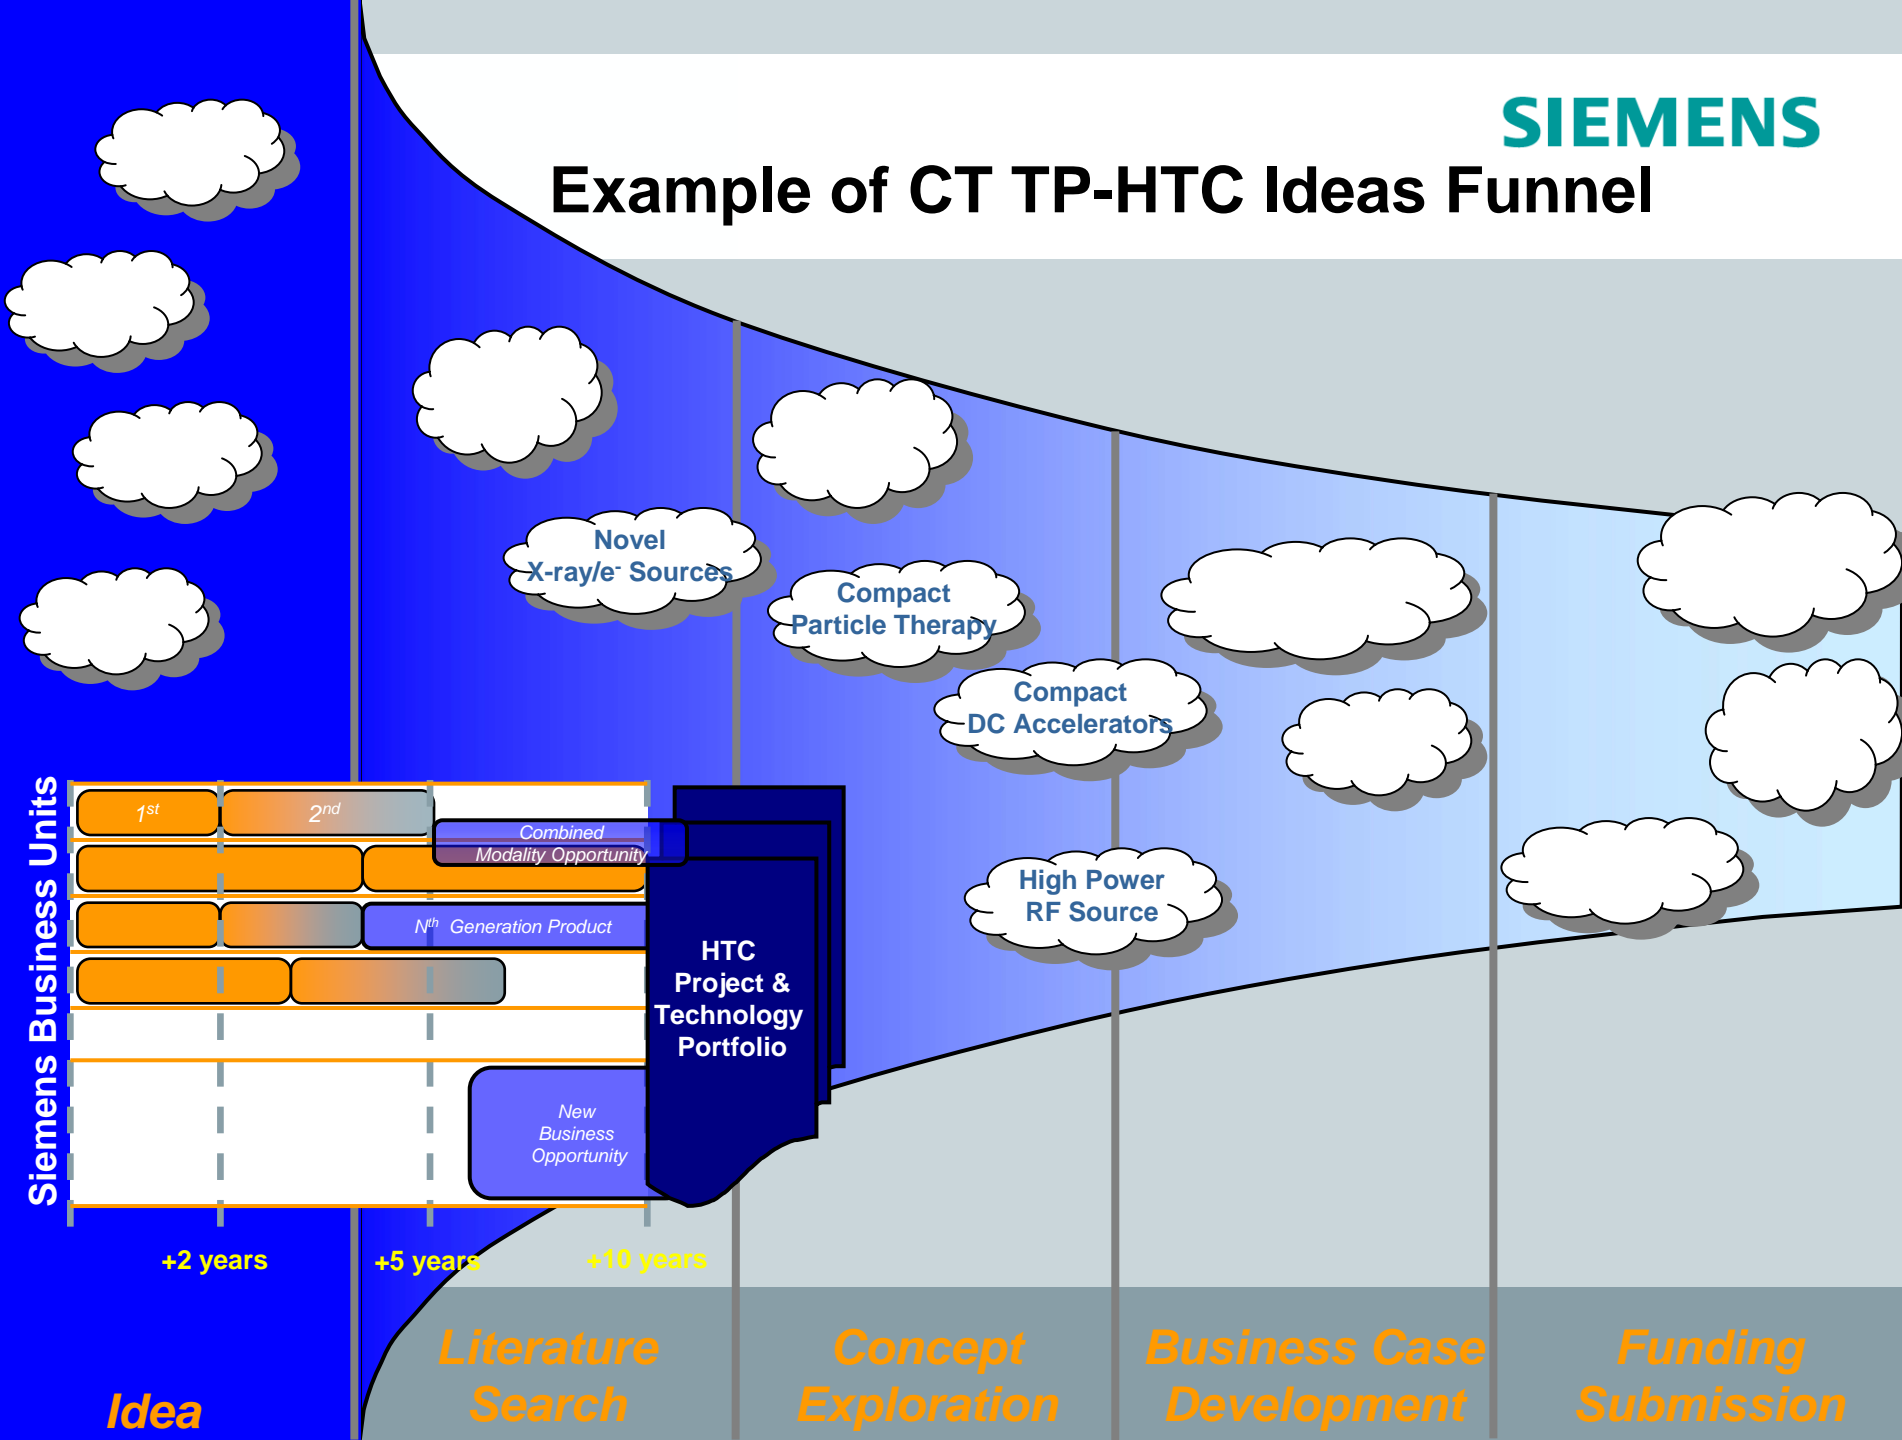 SIEMENS
Example of CT TP-HTC Ideas Funnel
Novel
X-ray/e- Sources
Compact
Particle Therapy
Compact
DC Accelerators
High Power
RF Source
Siemens Business Units
1st
2nd
Combined
Modality Opportunity
Nth Generation Product
New
Business
Opportunity
HTC
Project &
Technology
Portfolio
+2 years
+5 years
+10 years
Idea
Literature
Search
Concept
Exploration
Business Case
Development
Funding
Submission